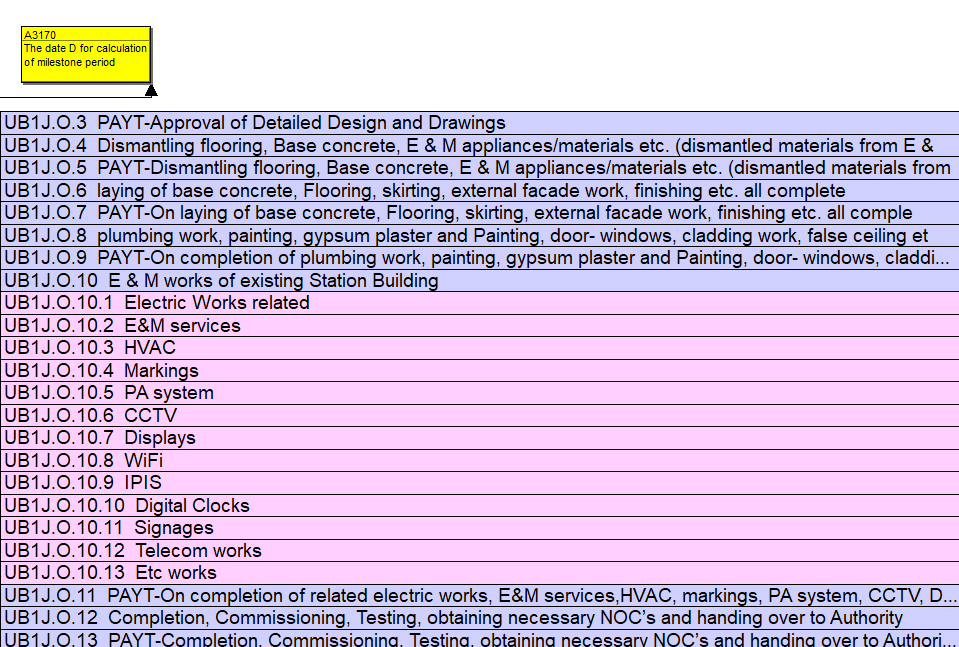 A3170
The date D for calculation
of milestone period
UB1J.O.3 PAYT-Approval of Detailed Design and Drawings
UB1J.O.4 Dismantling flooring, Base concrete, E & M appliances/materials etc. (dismantled materials from E &
UB1J.O.5 PAYT-Dismantling flooring, Base concrete, E & M appliances/materials etc. (dismantled materials from
UB1J.O.6 laying of base concrete, Flooring, skirting, external facade work, finishing etc. all complete
UB1J.O.7 PAYT-On laying of base concrete, Flooring, skirting, external facade work, finishing etc. all comple
UB1J.O.8 plumbing work, painting, gypsum plaster and Painting, door- windows, cladding work, false ceiling et
UB1J.O.9 PAYT-On completion of plumbing work, painting, gypsum plaster and Painting, door- windows, claddi...
UB1J.O.10 E & M works of existing Station Building
UB1J.O.10.1 Electric Works related
UB1J.O.10.2 E&M services
UB1J.O.10.3 HVAC
UB1J.O.10.4 Markings
UB1J.O.10.5 PA system
UB1J.O.10.6 CCTV
UB1J.O.10.7 Displays
UB1J.O.10.8 WiFi
UB1J.O.10.9 IPIS
UB1J.O.10.10 Digital Clocks
UB1J.O.10.11 Signages
UB1J.O.10.12 Telecom works
UB1J.O.10.13 Etc works
UB1J.O.11 PAYT-On completion of related electric works, E&M services,HVAC, markings, PA system, CCTV, D...
UB1J.O.12 Completion, Commissioning, Testing, obtaining necessary NOC’s and handing over to Authority
UB1J.O.13 PAYT-Completion, Commissioning, Testing, obtaining necessary NOC’s and handing over to Authori...